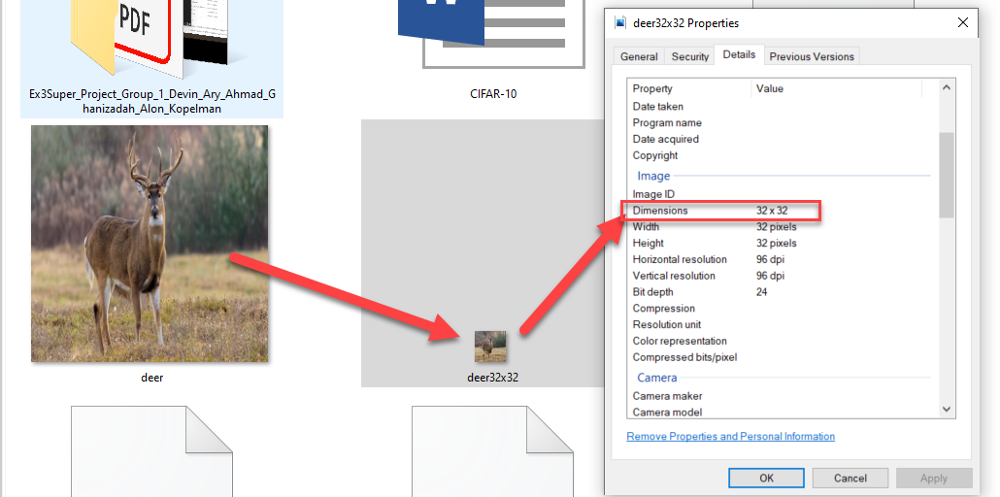 PDF
W
Ex3Super_Project_Group_1_Devin_Ary_Ahmad_G
hanizadah_Alon_Kopelman
CIFAR-10
deer
deer32x32
deer32x32 Properties
General Security Details Previous Versions
Property Value
Date taken
Program name
Date acquired
Copyright
Image
Image ID
Dimensions 32 x 32
Width 32 pixels
Height 32 pixels
Horizontal resolution 96 dpi
Vertical resolution 96 dpi
Bit depth 24
Compression
Resolution unit
Color representation
Compressed bits/pixel
Camera
Camera maker
Camera model
Remove Properties and Personal Information
OK Cancel Apply